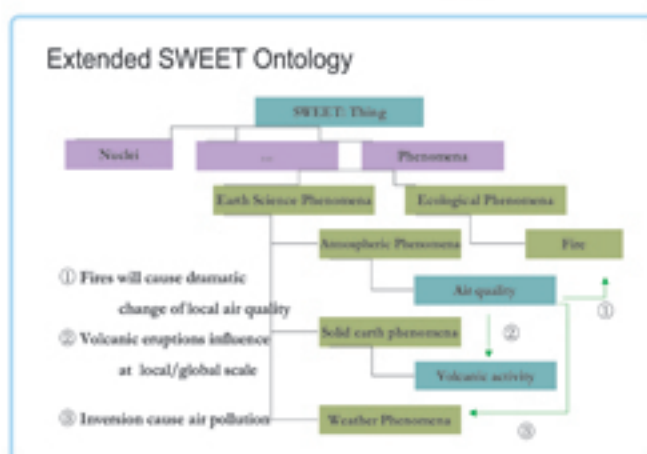 Extended SWEET Ontology
SWEET: Thing
Nuclei
...
Phenomena
Earth Science Phenomena
Ecological Phenomena
Atmospheric Phenomena
Fire
① Fires will cause dramatic
change of local air quality
Air quality
①
② Volcanic eruptions influence
at local/global scale
Solid earth phenomena
②
Volcanic activity
③ Inversion cause air pollution
Weather Phenomena
③